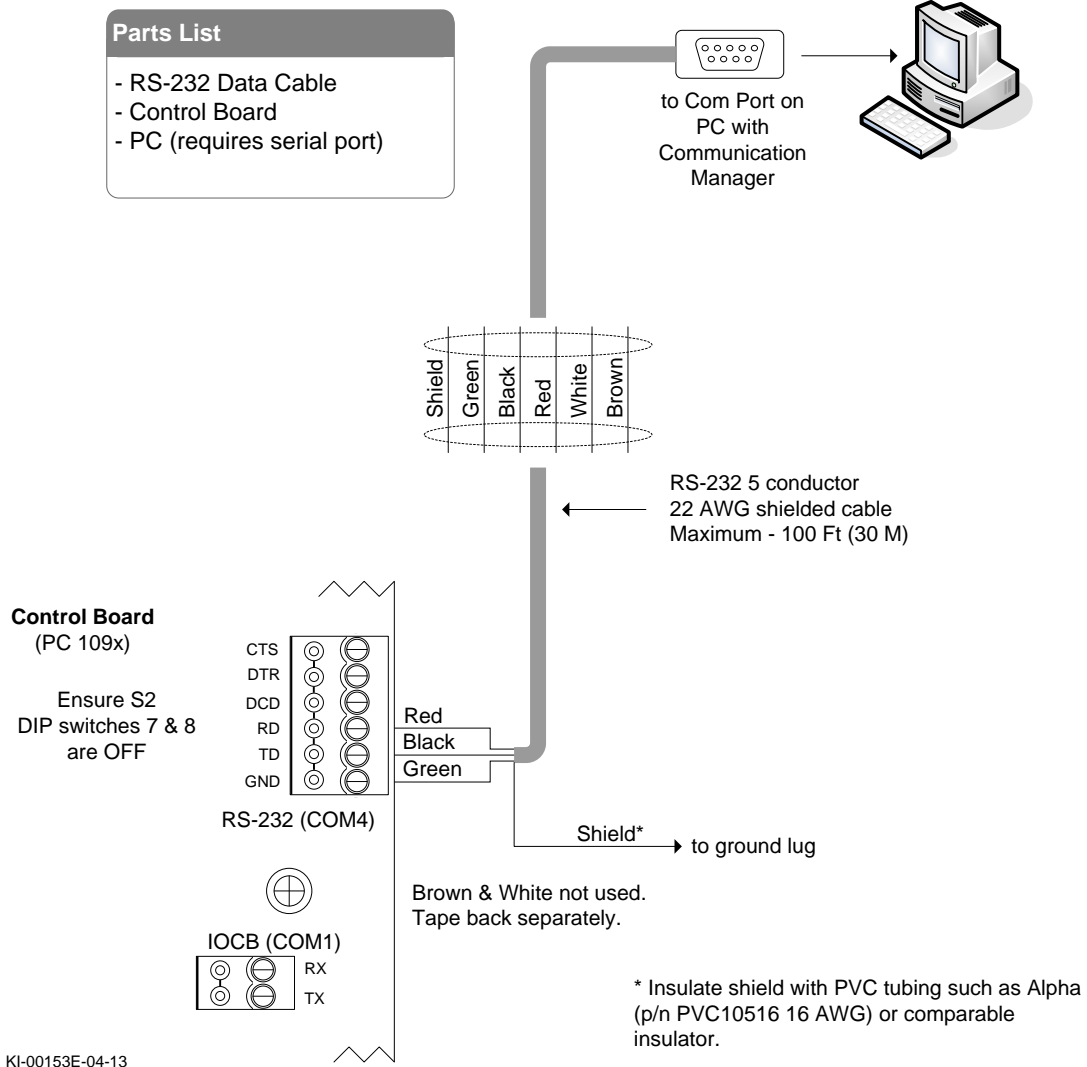 Parts List
- RS-232 Data Cable
- Control Board
- PC (requires serial port)
to Com Port on
PC with
Communication
Manager
Shield
Green
Black
Red
White
Brown
RS-232 5 conductor
22 AWG shielded cable
Maximum - 100 Ft (30 M)
Control Board
(PC 109x)
Ensure S2
DIP switches 7 & 8
are OFF
CTS
DTR
DCD
RD
TD
GND
Red
Black
Green
RS-232 (COM4)
Shield*
to ground lug
Brown & White not used.
Tape back separately.
IOCB (COM1)
RX
TX
* Insulate shield with PVC tubing such as Alpha
(p/n PVC10516 16 AWG) or comparable
insulator.
KI-00153E-04-13